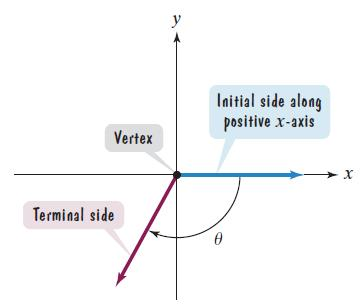 y
Initial side along
positive x-axis
Vertex
x
Terminal side
θ